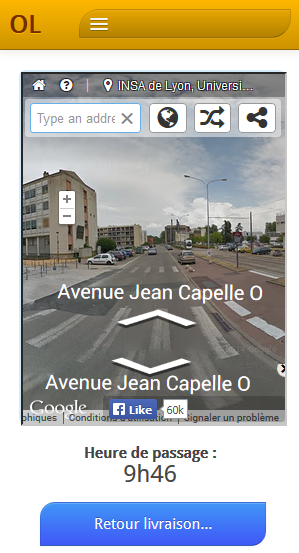 OL
INSA de Lyon, Universi...
Type an addre
Avenue Jean Capelle O
Avenue Jean Capelle O
Google
Like 60k
phiques Conditions d'utilisation Signaler un problème
Heure de passage :
9h46
Retour livraison...